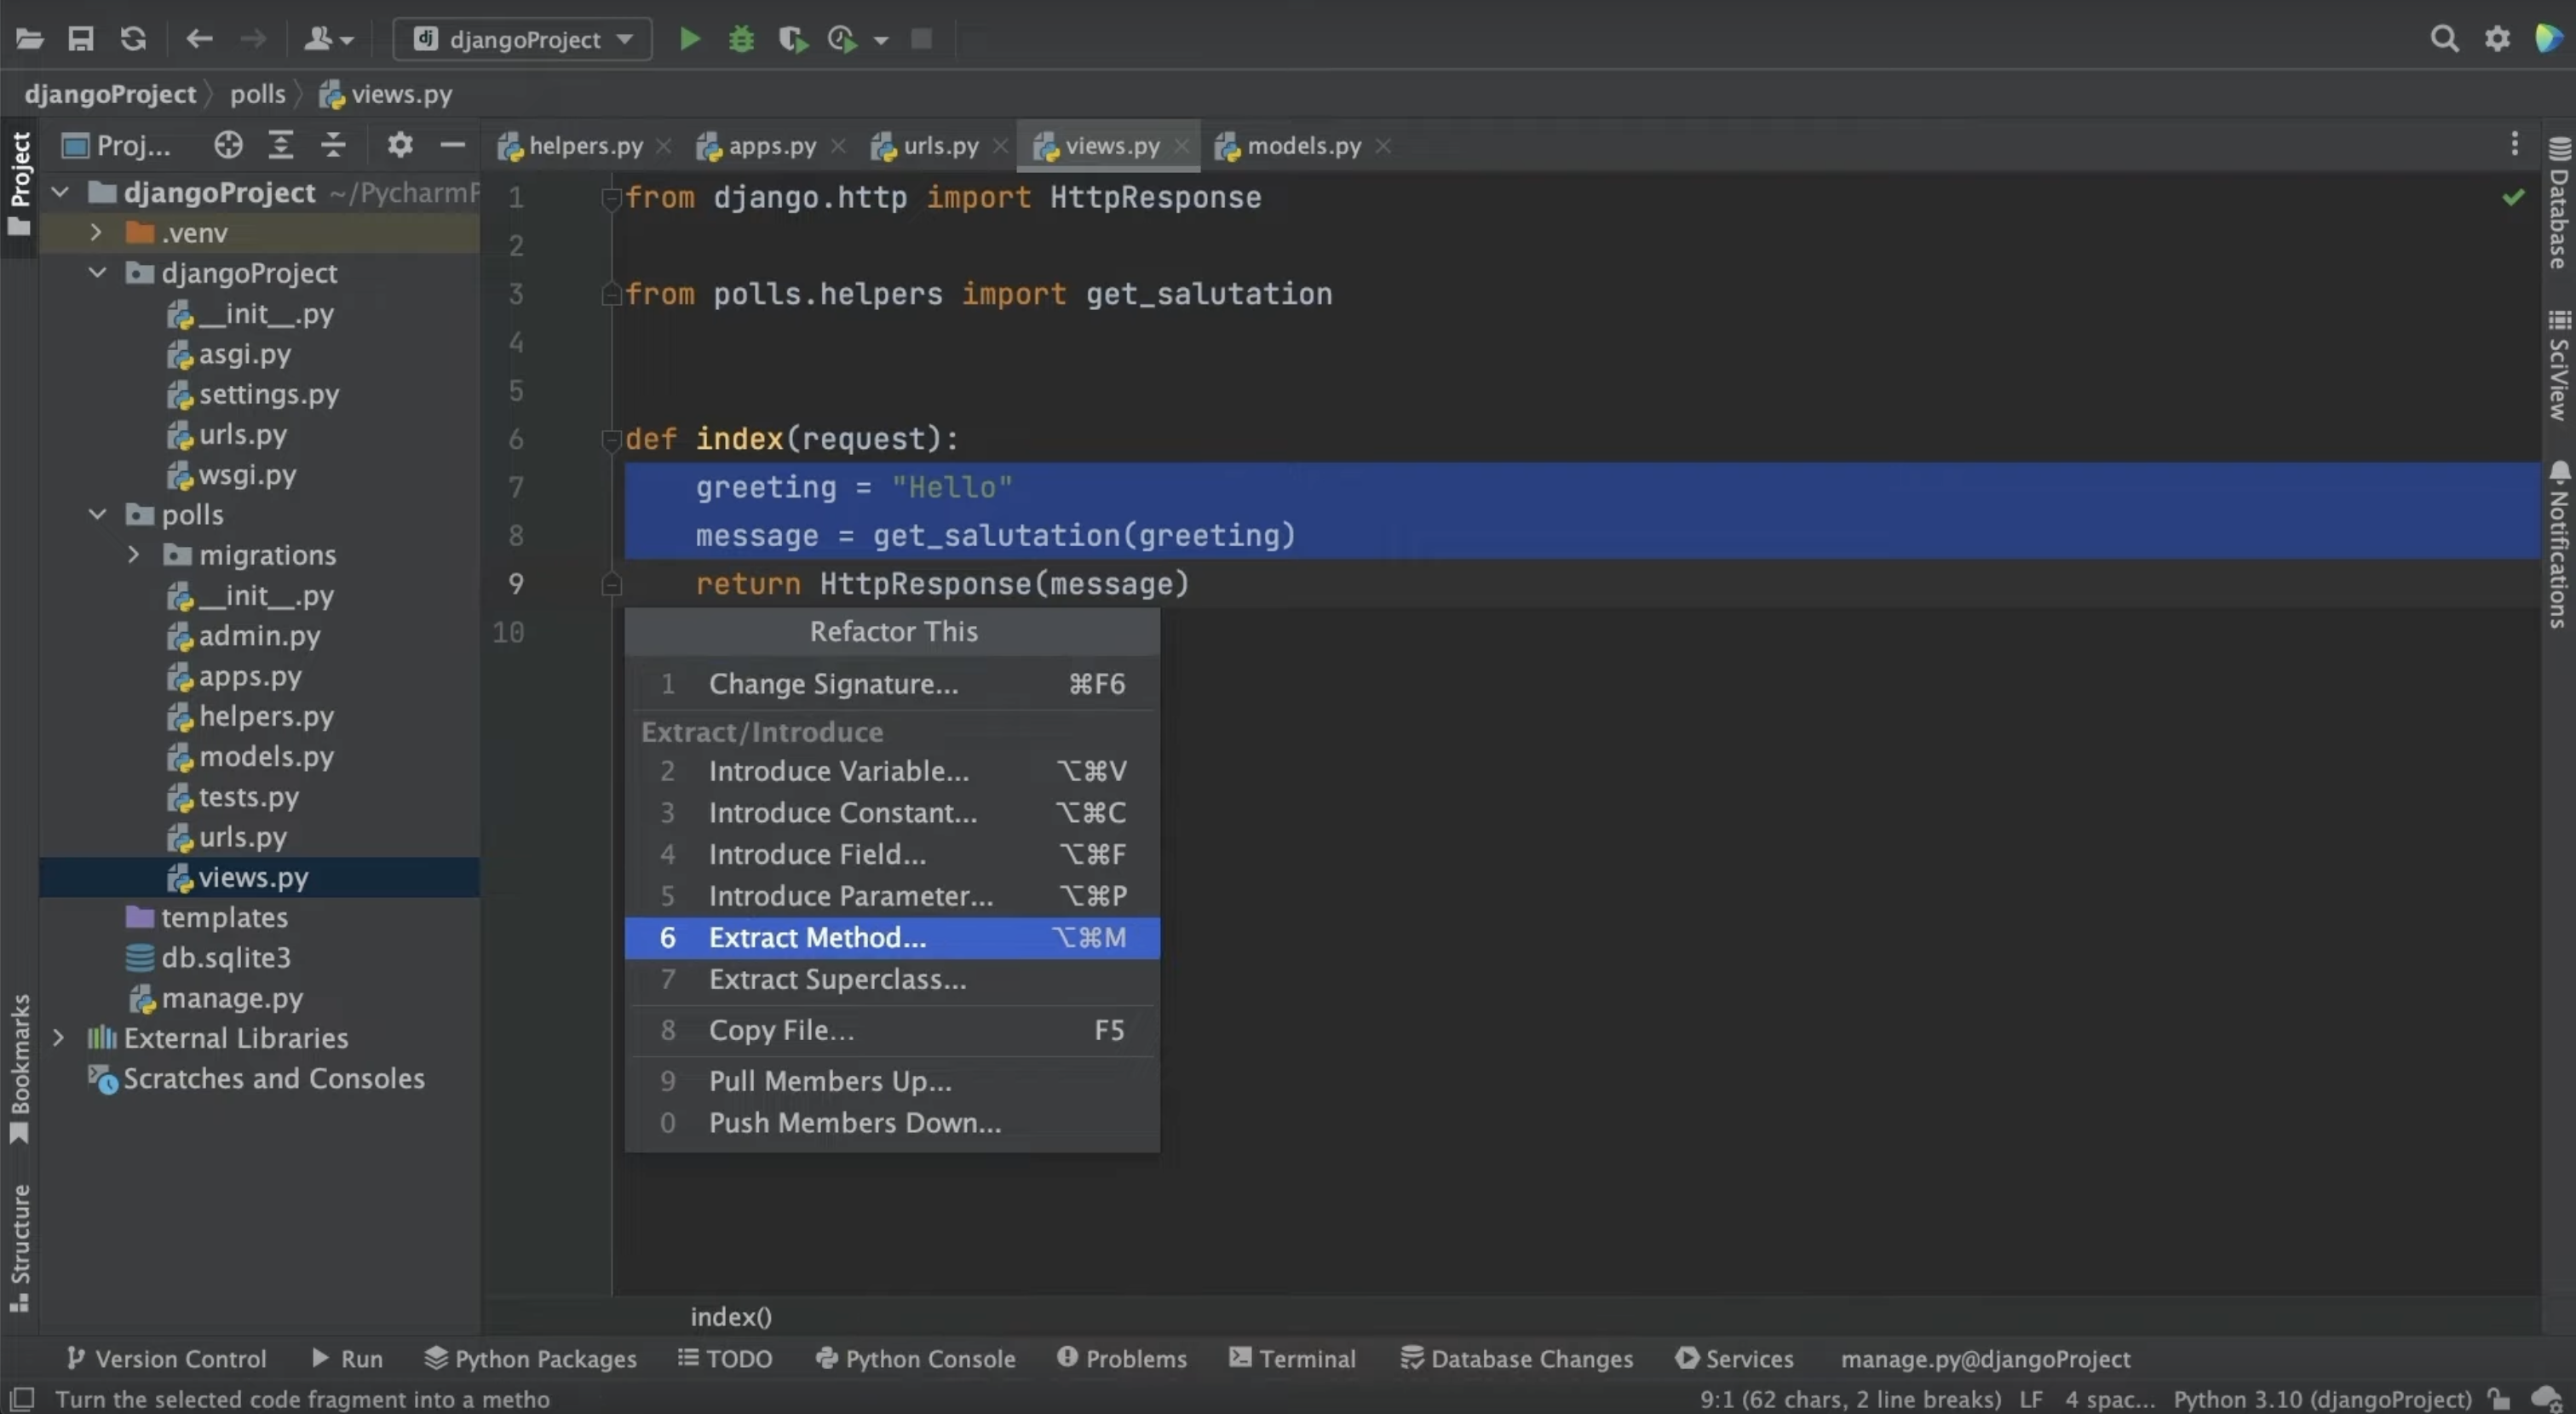 djangoProject
djangoProject polls views.py
Project
Proj...
helpers.py apps.py urls.py views.py models.py
djangoProject ~/PycharmP
.venv
djangoProject
__init__.py
asgi.py
settings.py
urls.py
wsgi.py
polls
migrations
__init__.py
admin.py
apps.py
helpers.py
models.py
tests.py
urls.py
views.py
templates
db.sqlite3
manage.py
External Libraries
Scratches and Consoles
Bookmarks
Structure
1 from django.http import HttpResponse
2
3 from polls.helpers import get_salutation
4
5
6 def index(request):
7 greeting = "Hello"
8 message = get_salutation(greeting)
9 return HttpResponse(message)
10
Refactor This
1 Change Signature... ⌘F6
Extract/Introduce
2 Introduce Variable... ⌥⌘V
3 Introduce Constant... ⌥⌘C
4 Introduce Field... ⌥⌘F
5 Introduce Parameter... ⌥⌘P
6 Extract Method... ⌥⌘M
7 Extract Superclass...
8 Copy File... F5
9 Pull Members Up...
0 Push Members Down...
index()
Database
SciView
Notifications
Version Control Run Python Packages TODO Python Console Problems Terminal Database Changes Services manage.py@djangoProject
Turn the selected code fragment into a metho 9:1 (62 chars, 2 line breaks) LF 4 spac... Python 3.10 (djangoProject)